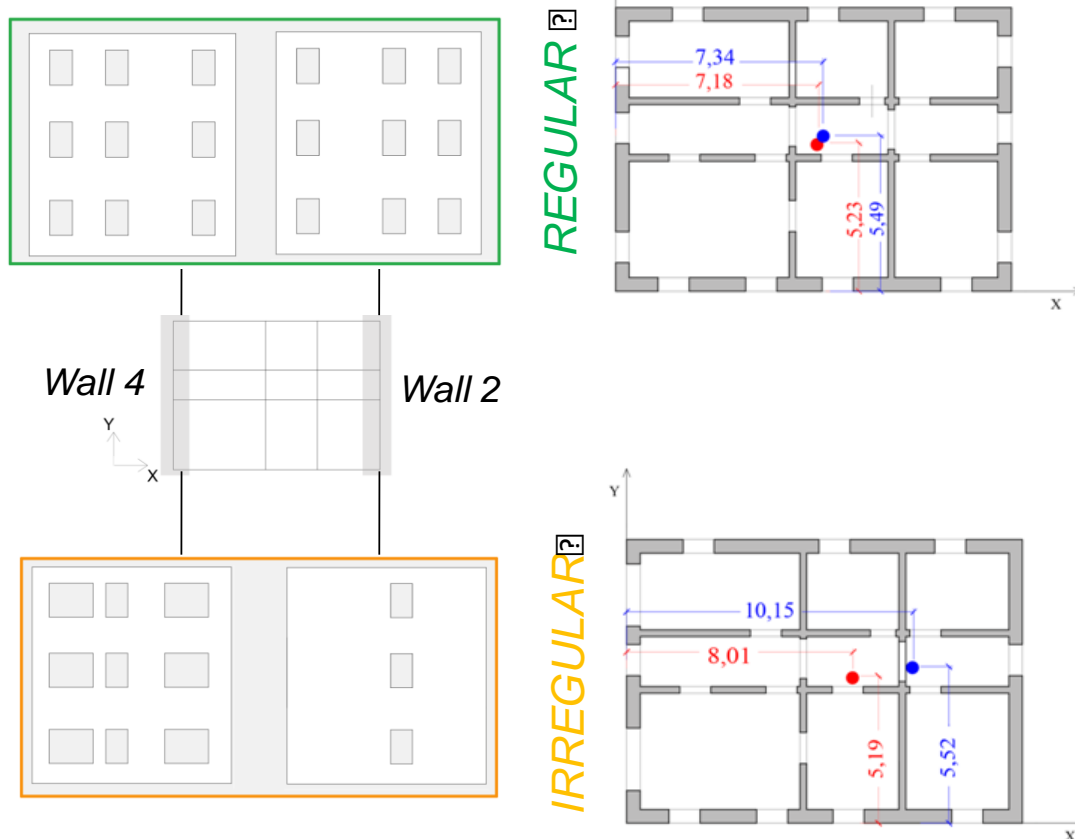 REGULAR
7,34
7,18
5,23
5,49
X
Wall 4
Wall 2
Y
X
IRREGULAR
Y
10,15
8,01
5,19
5,52
X